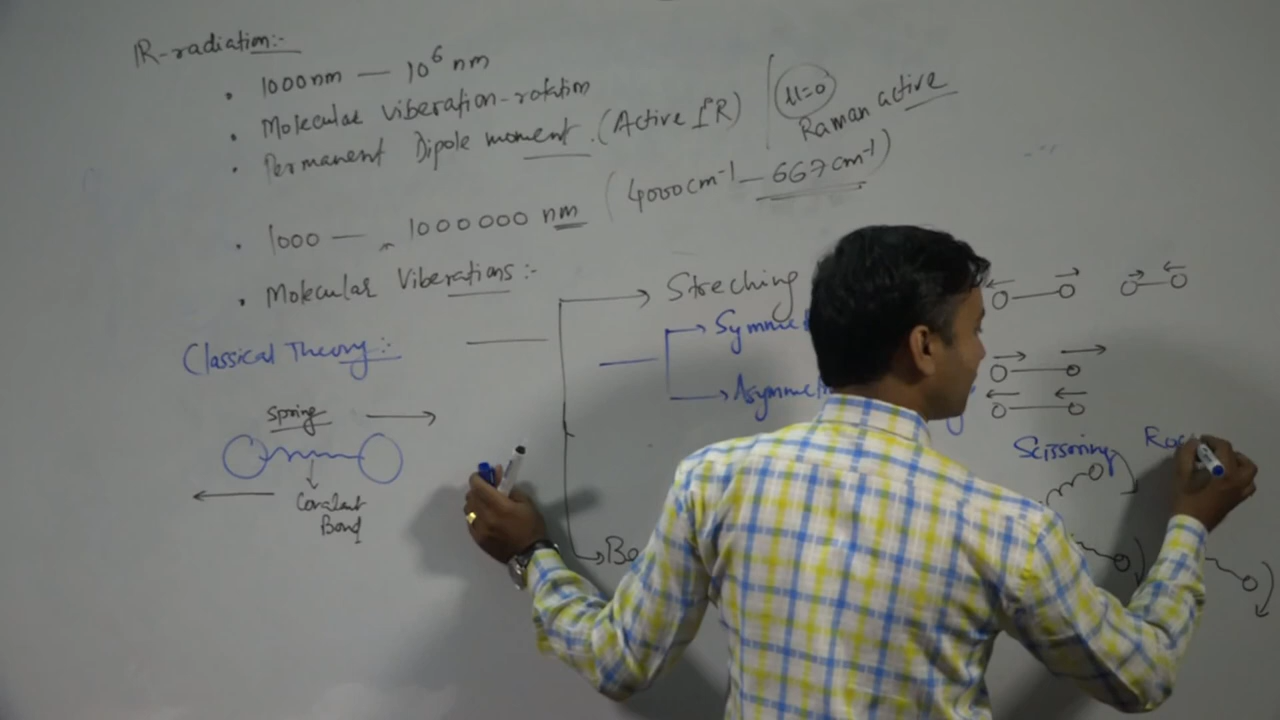 IR-radiation:-
• 1000nm — 10⁶ nm
• Molecular viberation-rotation
• Permanent Dipole moment. (Active IR)
μ=0
Raman active
• 1000 — 1000000 nm (4000cm⁻¹ — 667cm⁻¹)
• Molecular Viberations:-
Streching
Classical Theory:-
spring
Covalent
Bond
Scissoring